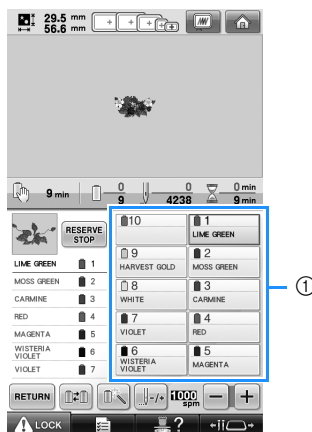 29.5 mm
56.6 mm
9 min
0
9
0
4238
0 min
9 min
RESERVE STOP
LIME GREEN 1
MOSS GREEN 2
CARMINE 3
RED 4
MAGENTA 5
WISTERIA VIOLET 6
VIOLET 7
10
1
LIME GREEN
9
HARVEST GOLD
2
MOSS GREEN
8
WHITE
3
CARMINE
7
VIOLET
4
RED
6
WISTERIA VIOLET
5
MAGENTA
①
RETURN
-/+
1000 spm
−
+
LOCK
?